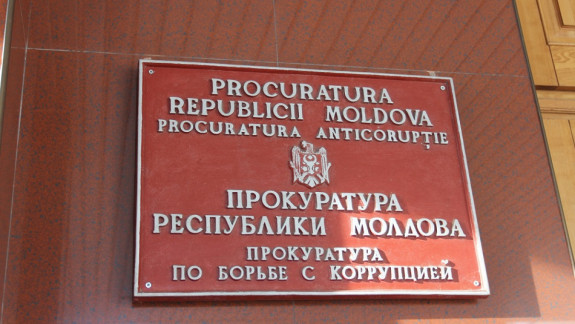 PROCURATURA
REPUBLICII MOLDOVA
PROCURATURA ANTICORUPȚIE
ПРОКУРАТУРА
РЕСПУБЛИКИ МОЛДОВА
ПРОКУРАТУРА
ПО БОРЬБЕ С КОРРУПЦИЕЙ